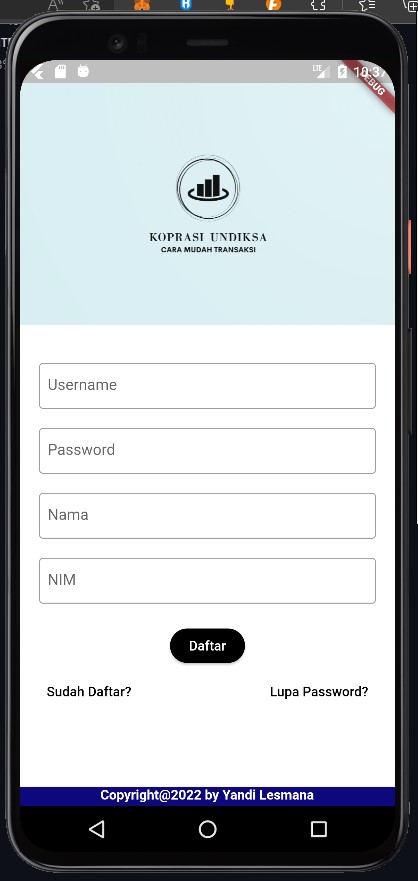 LTE 10:37
DEBUG
KOPRASI UNDIKSA
CARA MUDAH TRANSAKSI
Username
Password
Nama
NIM
Daftar
Sudah Daftar? Lupa Password?
Copyright@2022 by Yandi Lesmana